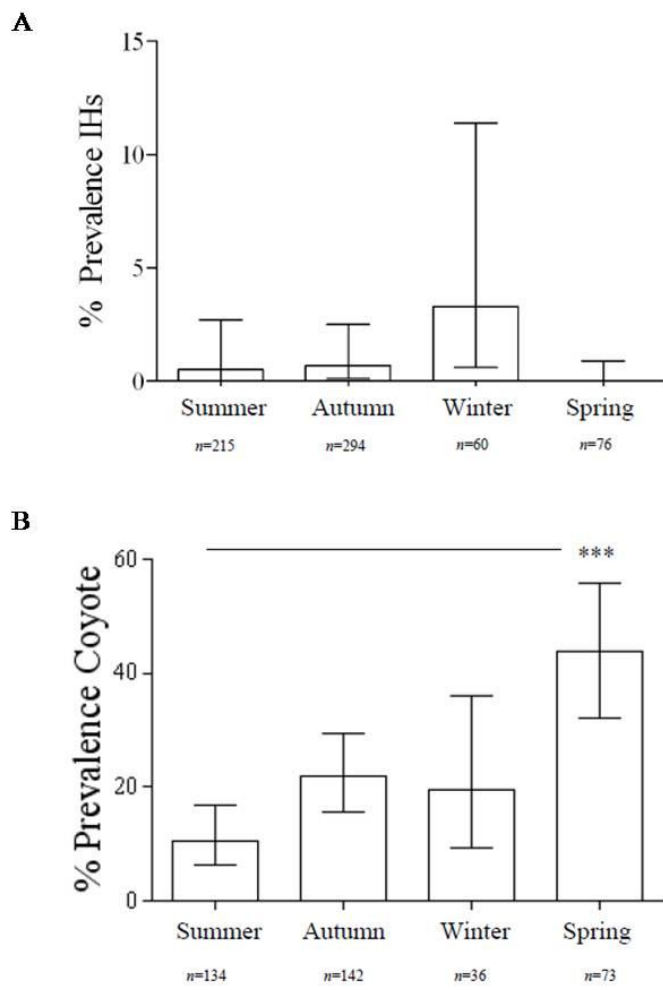 A
% Prevalence IHs
15
10
5
0
Summer Autumn Winter Spring
n=215 n=294 n=60 n=76
B
% Prevalence Coyote
60
***
40
20
0
Summer Autumn Winter Spring
n=134 n=142 n=36 n=73